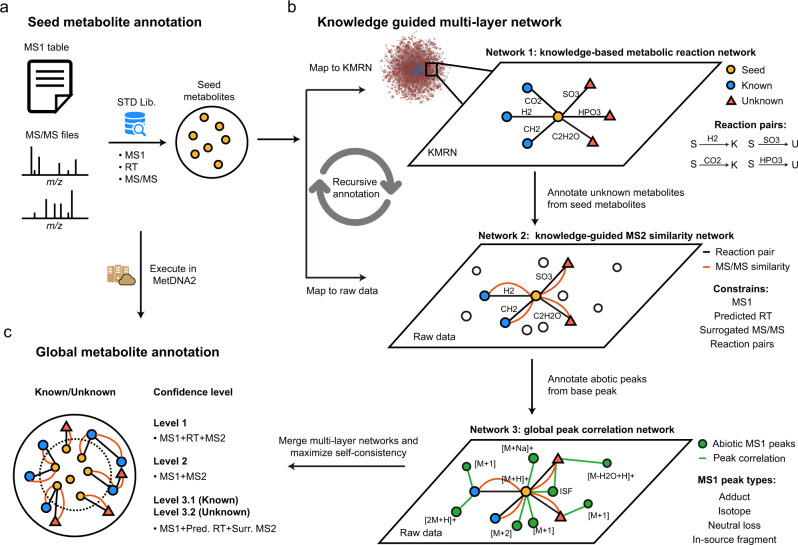 a
Seed metabolite annotation
MS1 table
STD Lib.
Seed
metabolites
MS/MS files
• MS1
• RT
• MS/MS
m/z
m/z
Execute in
MetDNA2
b
Knowledge guided multi-layer network
Map to KMRN
Recursive
annotation
Map to raw data
Network 1: knowledge-based metabolic reaction network
CO2
SO3
H2
HPO3
CH2
C2H2O
KMRN
Seed
Known
Unknown
Reaction pairs:
S H2 K
S SO3 U
S CO2 K
S HPO3 U
Annotate unknown metabolites
from seed metabolites
Network 2: knowledge-guided MS2 similarity network
SO3
H2
CH2
C2H2O
Raw data
Reaction pair
MS/MS similarity
Constrains:
MS1
Predicted RT
Surrogated MS/MS
Reaction pairs
Annotate abotic peaks
from base peak
Network 3: global peak correlation network
[M+Na]+
[M+1]
[M+H]+
[M-H2O+H]+
ISF
[2M+H]+
[M+2]
[M+1]
[M+1]
Raw data
Abiotic MS1 peaks
Peak correlation
MS1 peak types:
Adduct
Isotope
Neutral loss
In-source fragment
Merge multi-layer networks and
maximize self-consistency
c
Global metabolite annotation
Known/Unknown
Confidence level
Level 1
• MS1+RT+MS2
Level 2
• MS1+MS2
Level 3.1 (Known)
Level 3.2 (Unknown)
• MS1+Pred. RT+Surr. MS2